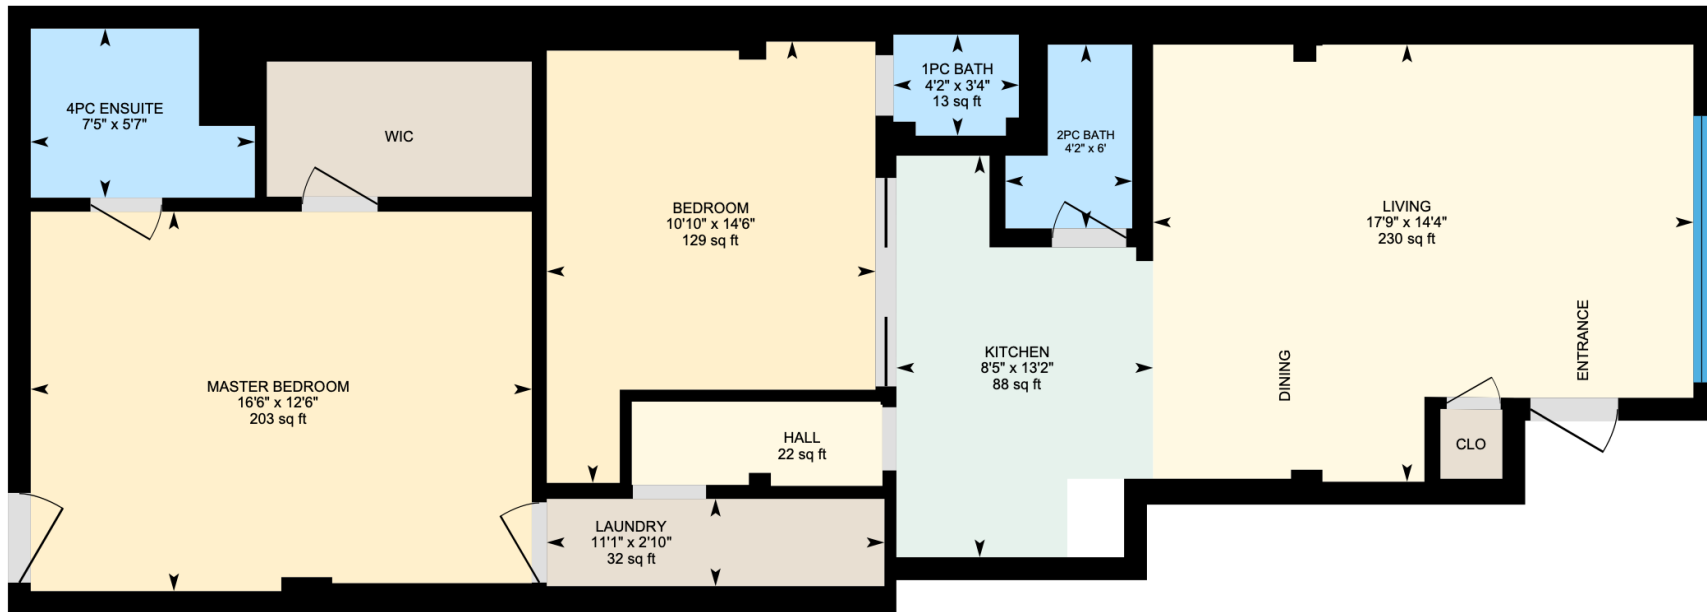 4PC ENSUITE
7'5" x 5'7"
WIC
1PC BATH
4'2" x 3'4"
13 sq ft
2PC BATH
4'2" x 6'
BEDROOM
10'10" x 14'6"
129 sq ft
LIVING
17'9" x 14'4"
230 sq ft
MASTER BEDROOM
16'6" x 12'6"
203 sq ft
KITCHEN
8'5" x 13'2"
88 sq ft
DINING
ENTRANCE
HALL
22 sq ft
CLO
LAUNDRY
11'1" x 2'10"
32 sq ft